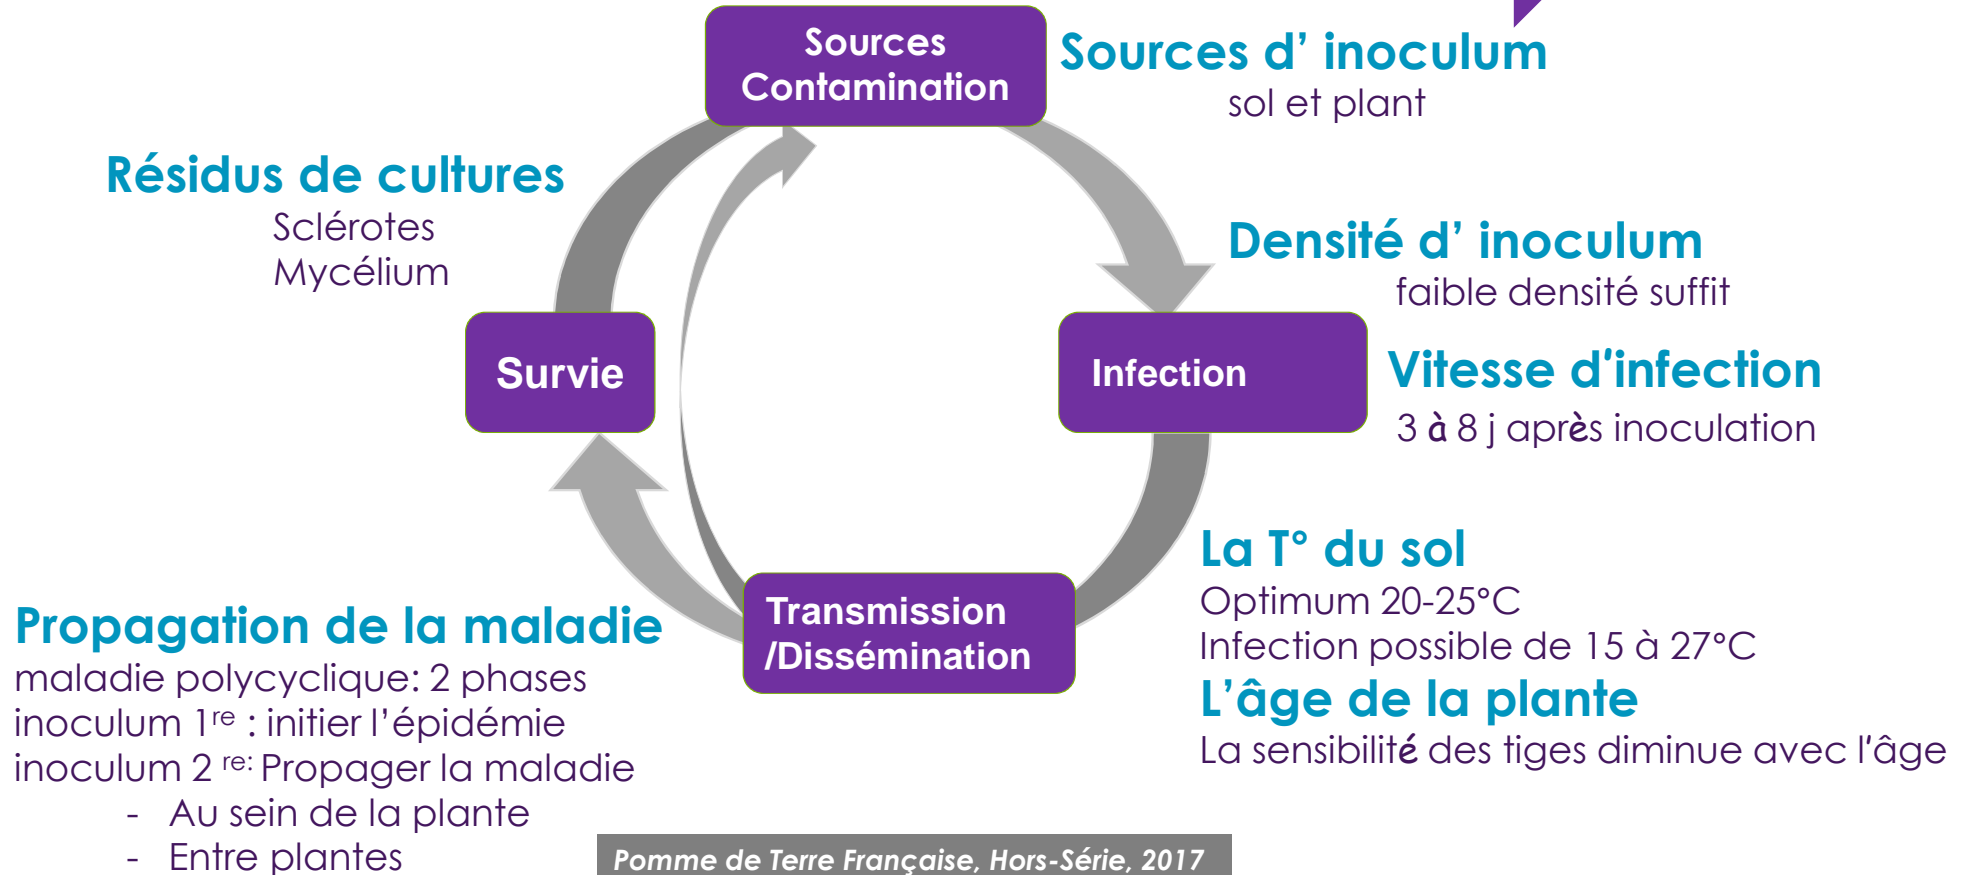 Sources
Contamination
Sources d’ inoculum
sol et plant
Résidus de cultures
Sclérotes
Mycélium
Densité d’ inoculum
faible densité suffit
Survie
Infection
Vitesse d'infection
3 à 8 j après inoculation
La T° du sol
Optimum 20-25°C
Infection possible de 15 à 27°C
L’âge de la plante
La sensibilité des tiges diminue avec l'âge
Transmission
/Dissémination
Propagation de la maladie
maladie polycyclique: 2 phases
inoculum 1re : initier l’épidémie
inoculum 2 re: Propager la maladie
- Au sein de la plante
- Entre plantes
Pomme de Terre Française, Hors-Série, 2017